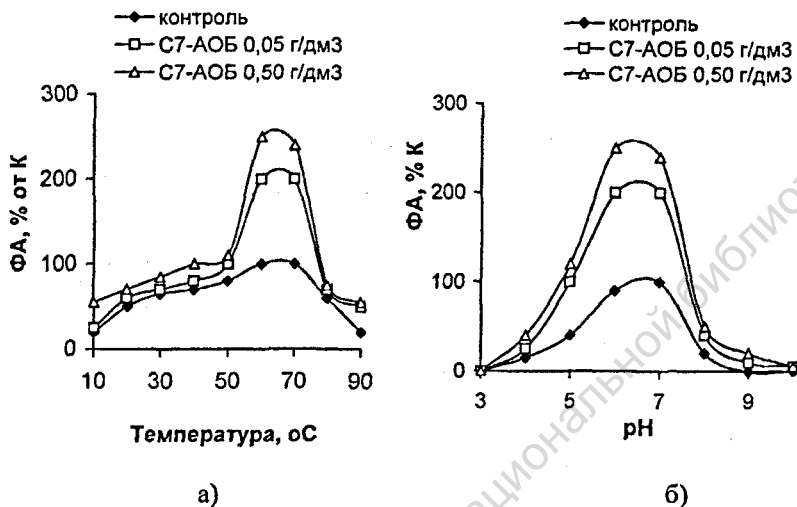 контроль
С7-АОБ 0,05 г/дм3
С7-АОБ 0,50 г/дм3
ФА, % от К
300
200
100
0
10 30 50 70 90
Температура, оС
а)
контроль
С7-АОБ 0,05 г/дм3
С7-АОБ 0,50 г/дм3
ФА, % К
300
200
100
0
3 5 7 9
рН
б)